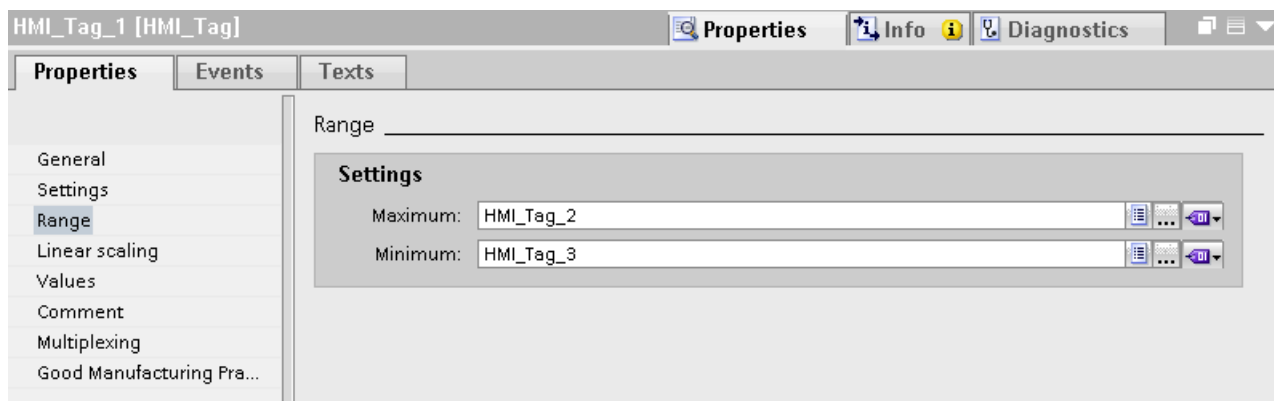 HMI_Tag_1 [HMI_Tag]
Properties
Info
Diagnostics
Properties
Events
Texts
General
Settings
Range
Linear scaling
Values
Comment
Multiplexing
Good Manufacturing Pra...
Range
Settings
Maximum: HMI_Tag_2
Minimum: HMI_Tag_3